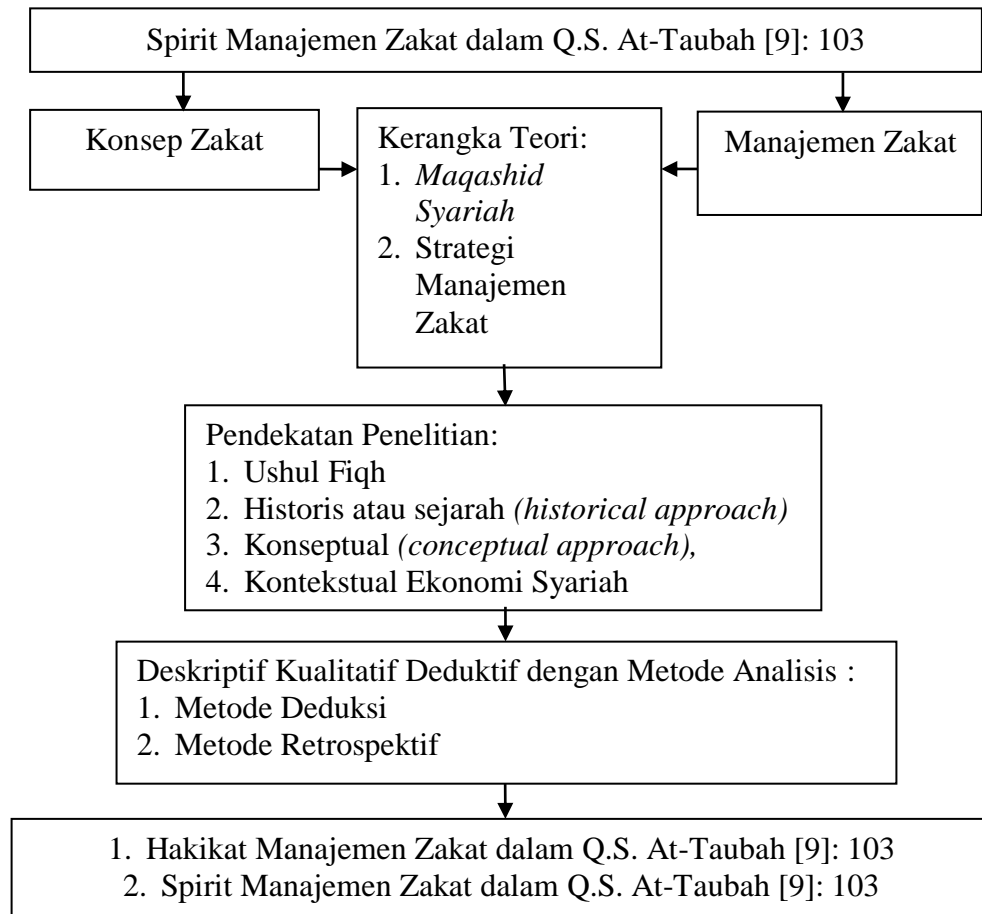 Spirit Manajemen Zakat dalam Q.S. At-Taubah [9]: 103
Konsep Zakat
Kerangka Teori:
1. Maqashid
Syariah
2. Strategi
Manajemen
Zakat
Manajemen Zakat
Pendekatan Penelitian:
1. Ushul Fiqh
2. Historis atau sejarah (historical approach)
3. Konseptual (conceptual approach),
4. Kontekstual Ekonomi Syariah
Deskriptif Kualitatif Deduktif dengan Metode Analisis :
1. Metode Deduksi
2. Metode Retrospektif
1. Hakikat Manajemen Zakat dalam Q.S. At-Taubah [9]: 103
2. Spirit Manajemen Zakat dalam Q.S. At-Taubah [9]: 103